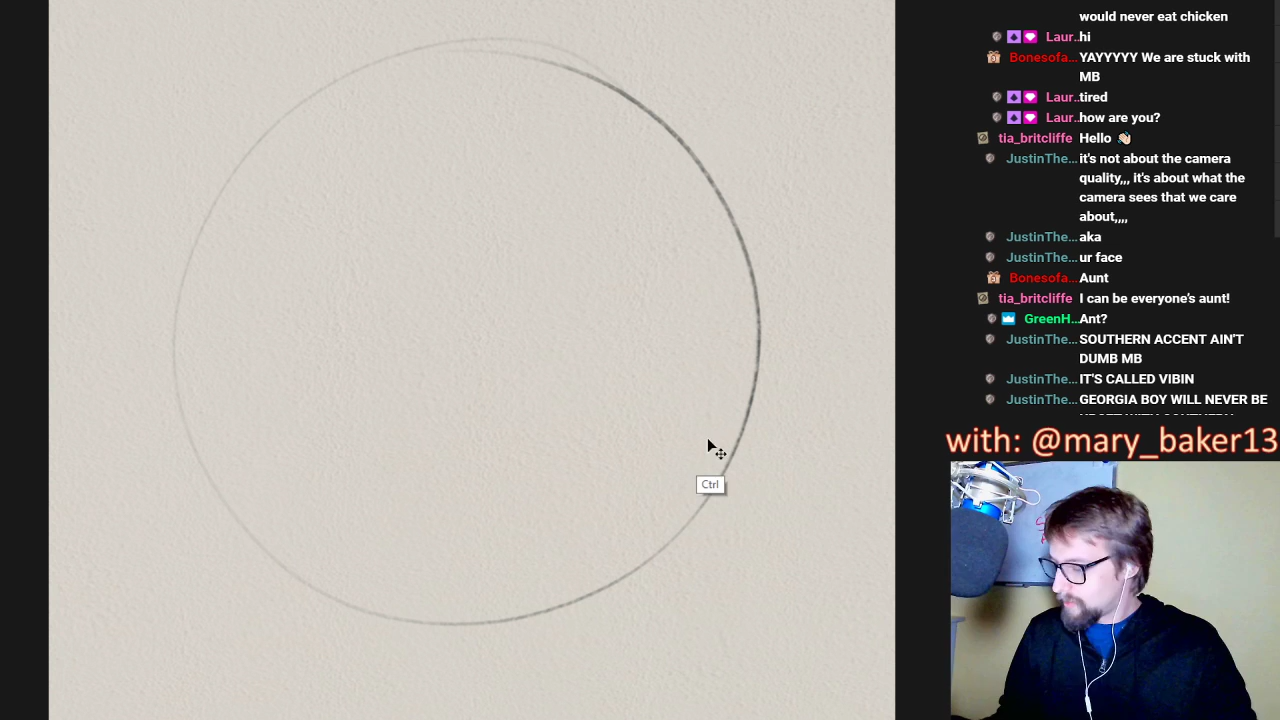 would never eat chicken
Laur.. hi
Bonesofa... YAYYYYY We are stuck with
MB
Laur.. tired
Laur.. how are you?
tia_britcliffe Hello
JustinThe... it's not about the camera
quality,,, it's about what the
camera sees that we care
about,,,,
JustinThe... aka
JustinThe... ur face
Bonesofa... Aunt
tia_britcliffe I can be everyone's aunt!
GreenH... Ant?
JustinThe... SOUTHERN ACCENT AIN'T
DUMB MB
JustinThe... IT'S CALLED VIBIN
JustinThe... GEORGIA BOY WILL NEVER BE
with: @mary_baker13
Ctrl